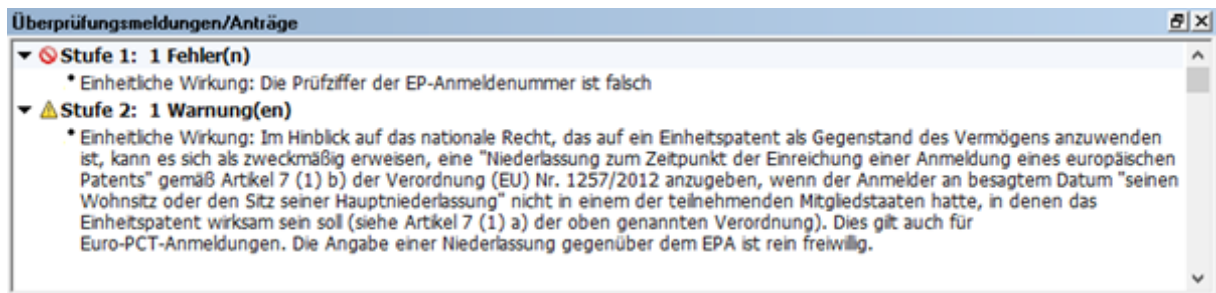 Überprüfungsmeldungen/Anträge
Stufe 1: 1 Fehler(n)
• Einheitliche Wirkung: Die Prüfziffer der EP-Anmeldenummer ist falsch
Stufe 2: 1 Warnung(en)
• Einheitliche Wirkung: Im Hinblick auf das nationale Recht, das auf ein Einheitspatent als Gegenstand des Vermögens anzuwenden
ist, kann es sich als zweckmäßig erweisen, eine "Niederlassung zum Zeitpunkt der Einreichung einer Anmeldung eines europäischen
Patents" gemäß Artikel 7 (1) b) der Verordnung (EU) Nr. 1257/2012 anzugeben, wenn der Anmelder an besagtem Datum "seinen
Wohnsitz oder den Sitz seiner Hauptniederlassung" nicht in einem der teilnehmenden Mitgliedstaaten hatte, in denen das
Einheitspatent wirksam sein soll (siehe Artikel 7 (1) a) der oben genannten Verordnung). Dies gilt auch für
Euro-PCT-Anmeldungen. Die Angabe einer Niederlassung gegenüber dem EPA ist rein freiwillig.